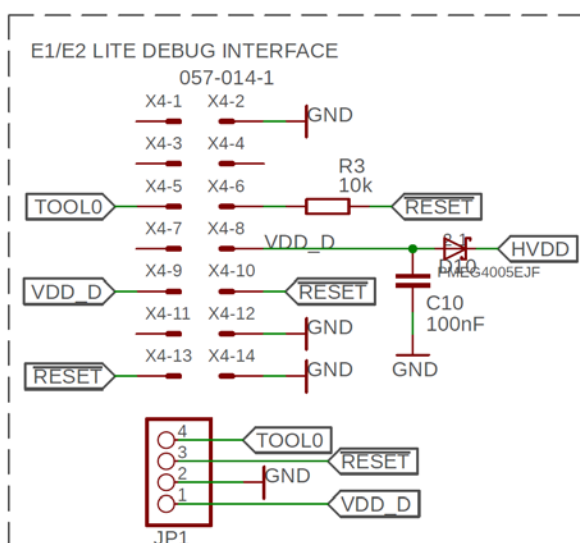 E1/E2 LITE DEBUG INTERFACE
057-014-1
X4-1 X4-2 GND
X4-3 X4-4
R3
10k
TOOL0 X4-5 X4-6 RESET
X4-7 X4-8 VDD_D 2 1 HVDD
D10
PMEG4005EJF
VDD_D X4-9 X4-10 RESET
C10
100nF
X4-11 X4-12 GND
RESET X4-13 X4-14 GND
GND
4 TOOL0
3 RESET
2 GND
1 VDD_D
JP1